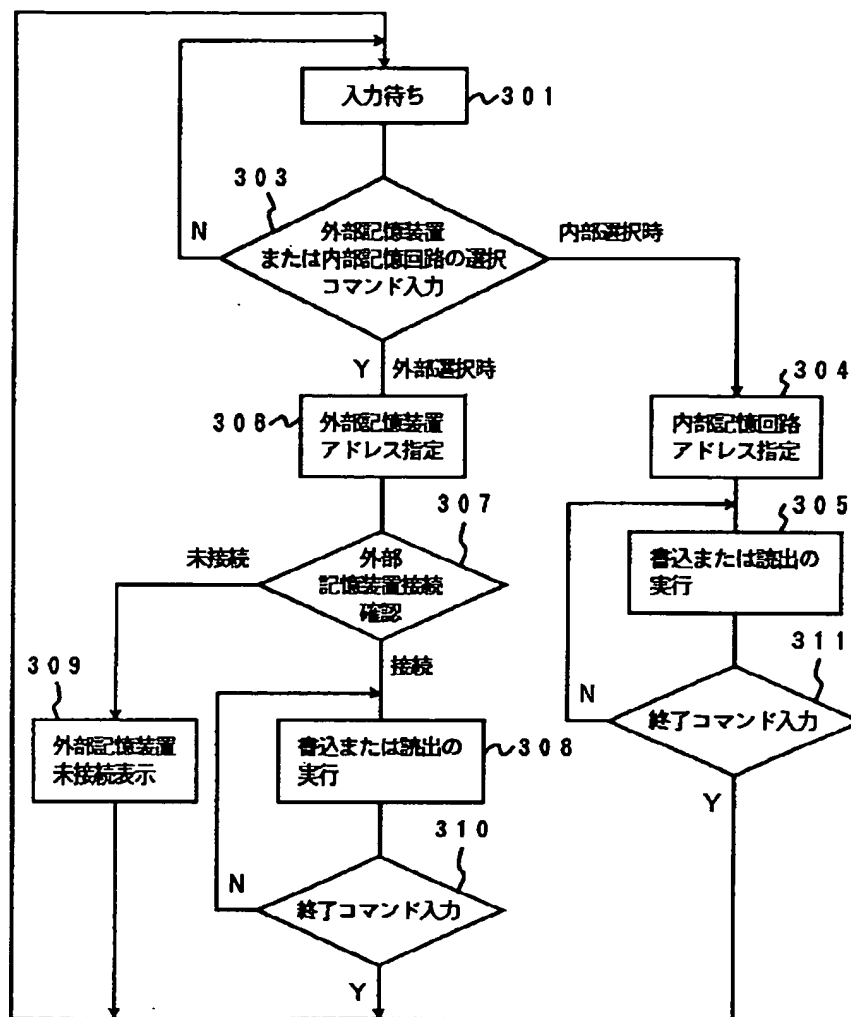 入力待ち
301
303
N
外部記憶装置
または内部記憶回路の選択
コマンド入力
内部選択時
Y 外部選択時
304
306
外部記憶装置
アドレス指定
内部記憶回路
アドレス指定
307
305
未接続
外部
記憶装置接続
確認
書込または読出の
実行
309
接続
311
N
終了コマンド入力
外部記憶装置
未接続表示
書込または読出の
実行
308
Y
310
N
終了コマンド入力
Y